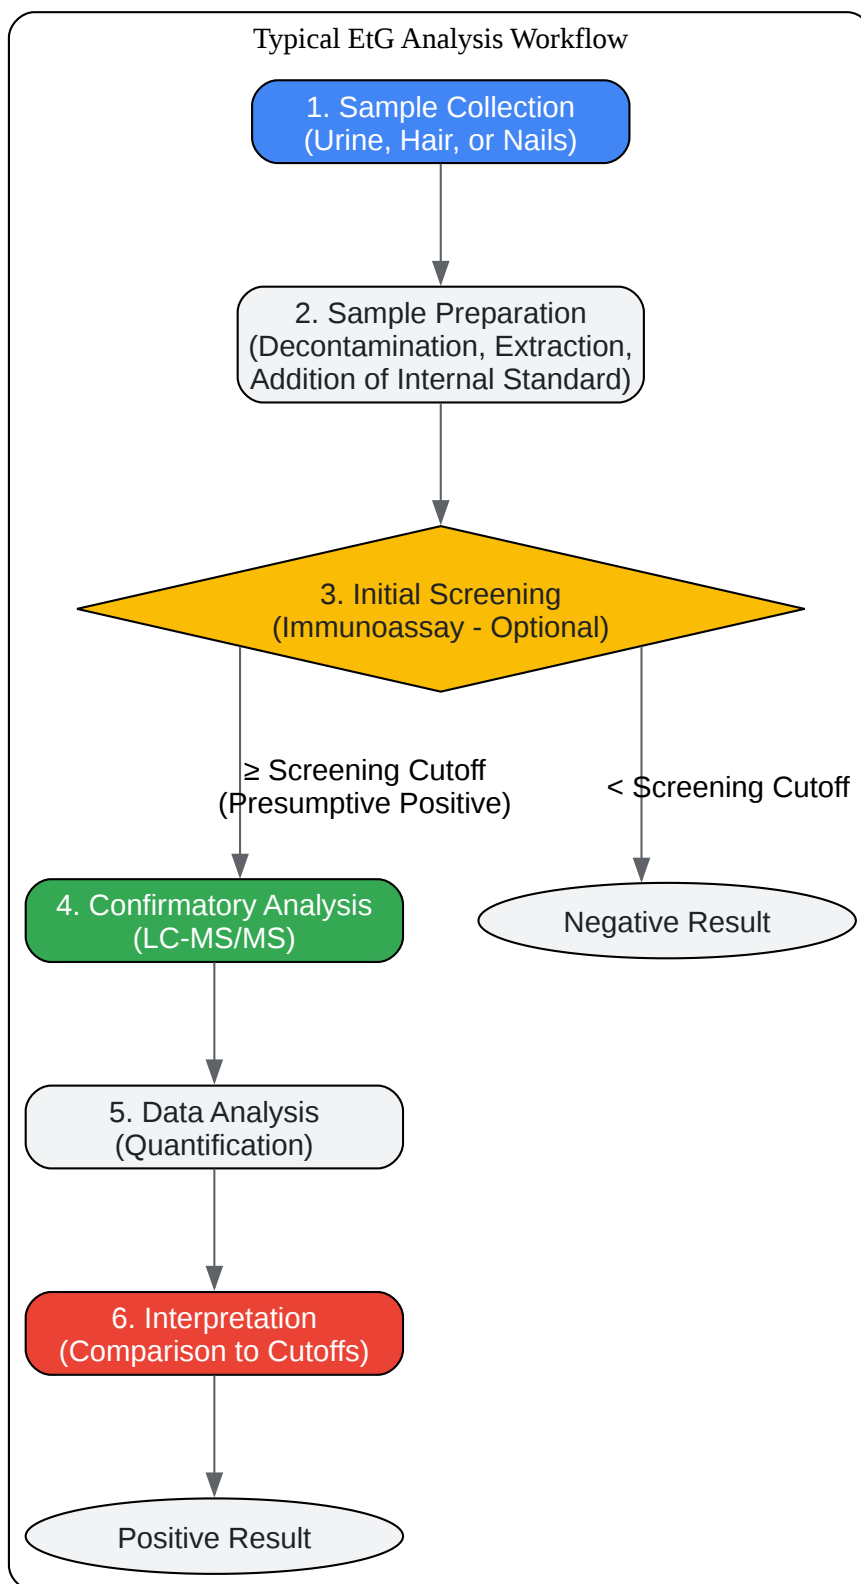 Typical EtG Analysis Workflow
1. Sample Collection
(Urine, Hair, or Nails)
2. Sample Preparation
(Decontamination, Extraction,
Addition of Internal Standard)
3. Initial Screening
(Immunoassay - Optional)
≥ Screening Cutoff
(Presumptive Positive)
< Screening Cutoff
4. Confirmatory Analysis
(LC-MS/MS)
Negative Result
5. Data Analysis
(Quantification)
6. Interpretation
(Comparison to Cutoffs)
Positive Result